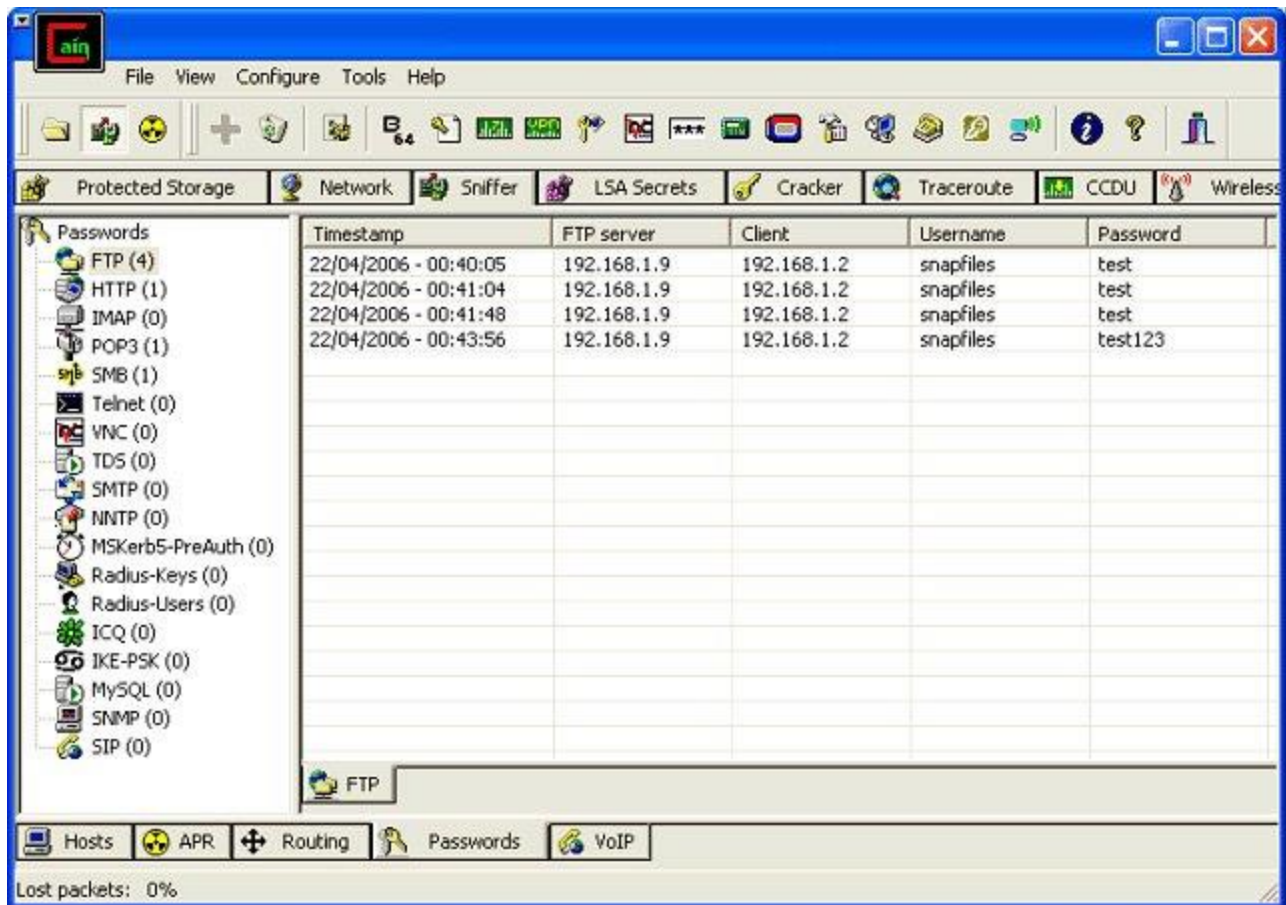 Cain
File View Configure Tools Help
B64
***
Protected Storage Network Sniffer LSA Secrets Cracker Traceroute CCDU Wireless
Passwords
FTP (4)
HTTP (1)
IMAP (0)
POP3 (1)
SMB (1)
Telnet (0)
VNC (0)
TDS (0)
SMTP (0)
NNTP (0)
MSKerb5-PreAuth (0)
Radius-Keys (0)
Radius-Users (0)
ICQ (0)
IKE-PSK (0)
MySQL (0)
SNMP (0)
SIP (0)
Timestamp FTP server Client Username Password
22/04/2006 - 00:40:05 192.168.1.9 192.168.1.2 snapfiles test
22/04/2006 - 00:41:04 192.168.1.9 192.168.1.2 snapfiles test
22/04/2006 - 00:41:48 192.168.1.9 192.168.1.2 snapfiles test
22/04/2006 - 00:43:56 192.168.1.9 192.168.1.2 snapfiles test123
FTP
Hosts APR Routing Passwords VoIP
Lost packets: 0%